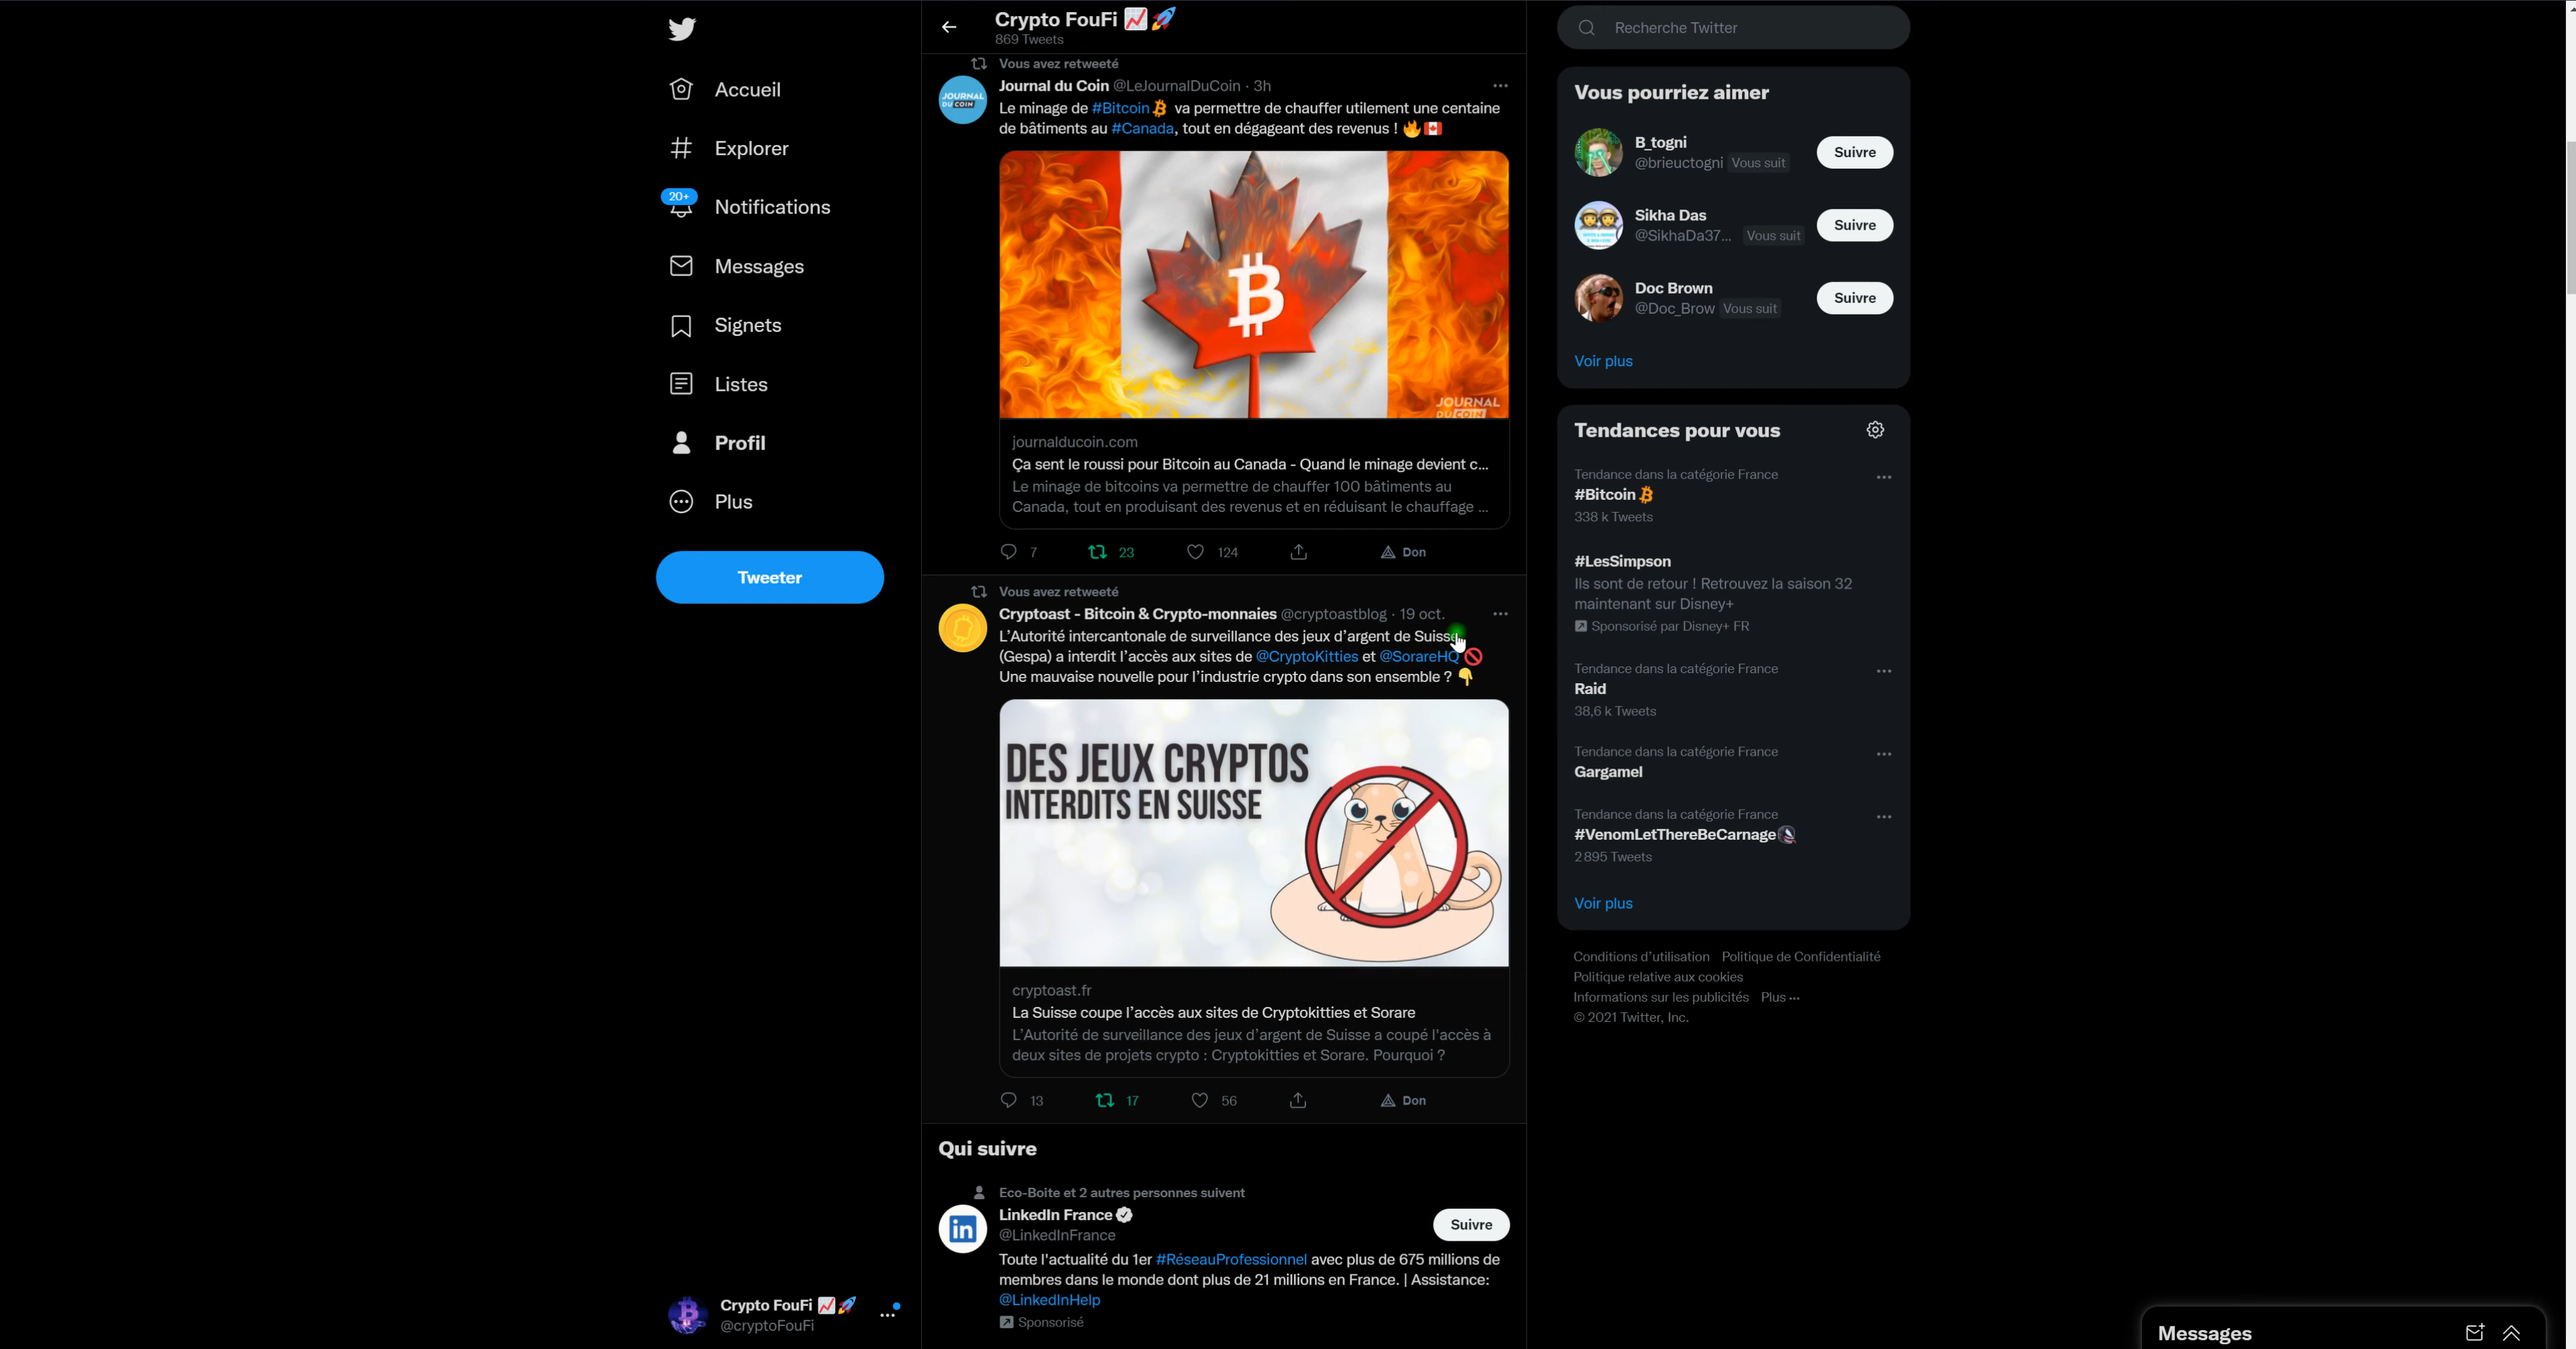 Accueil
Explorer
20+
Notifications
Messages
Signets
Listes
Profil
Plus
Tweeter
Crypto FouFi 📈🚀
@cryptoFouFi
Crypto FouFi 📈🚀
869 Tweets
Vous avez retweeté
JOURNAL
DU COIN
Journal du Coin @LeJournalDuCoin · 3h
Le minage de #Bitcoin va permettre de chauffer utilement une centaine
de bâtiments au #Canada, tout en dégageant des revenus ! 🔥🇨🇦
JOURNAL
DU COIN
journalducoin.com
Ça sent le roussi pour Bitcoin au Canada - Quand le minage devient c...
Le minage de bitcoins va permettre de chauffer 100 bâtiments au
Canada, tout en produisant des revenus et en réduisant le chauffage ...
7 23 124 Don
Vous avez retweeté
Cryptoast - Bitcoin & Crypto-monnaies @cryptoastblog · 19 oct.
L’Autorité intercantonale de surveillance des jeux d’argent de Suisse
(Gespa) a interdit l’accès aux sites de @CryptoKitties et @SorareHQ 🚫
Une mauvaise nouvelle pour l’industrie crypto dans son ensemble ? 👇
DES JEUX CRYPTOS
INTERDITS EN SUISSE
cryptoast.fr
La Suisse coupe l’accès aux sites de Cryptokitties et Sorare
L’Autorité de surveillance des jeux d’argent de Suisse a coupé l'accès à
deux sites de projets crypto : Cryptokitties et Sorare. Pourquoi ?
13 17 56 Don
Qui suivre
Eco-Boite et 2 autres personnes suivent
in
LinkedIn France
@LinkedInFrance
Suivre
Toute l'actualité du 1er #RéseauProfessionnel avec plus de 675 millions de
membres dans le monde dont plus de 21 millions en France. | Assistance:
@LinkedInHelp
Sponsorisé
Recherche Twitter
Vous pourriez aimer
B_togni
@brieuctogni Vous suit
Suivre
Sikha Das
@SikhaDa37... Vous suit
Suivre
Doc Brown
@Doc_Brow Vous suit
Suivre
Voir plus
Tendances pour vous
Tendance dans la catégorie France
#Bitcoin
338 k Tweets
#LesSimpson
Ils sont de retour ! Retrouvez la saison 32
maintenant sur Disney+
Sponsorisé par Disney+ FR
Tendance dans la catégorie France
Raid
38,6 k Tweets
Tendance dans la catégorie France
Gargamel
Tendance dans la catégorie France
#VenomLetThereBeCarnage
2 895 Tweets
Voir plus
Conditions d’utilisation Politique de Confidentialité
Politique relative aux cookies
Informations sur les publicités Plus ···
© 2021 Twitter, Inc.
Messages